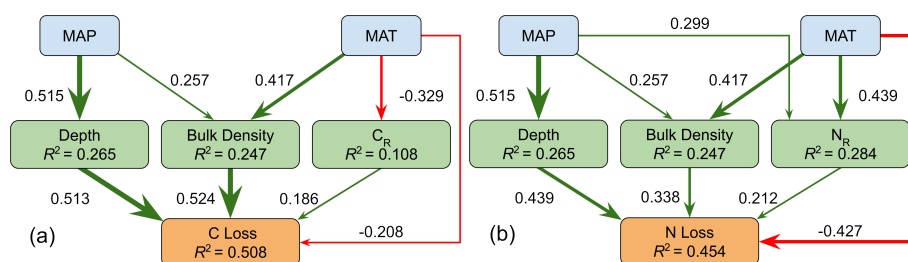 MAP
MAT
0.515
0.257
0.417
-0.329
Depth
R² = 0.265
Bulk Density
R² = 0.247
C_R
R² = 0.108
0.513
0.524
0.186
-0.208
C Loss
R² = 0.508
(a)
MAP
0.299
MAT
0.515
0.257
0.417
0.439
Depth
R² = 0.265
Bulk Density
R² = 0.247
N_R
R² = 0.284
0.439
0.338
0.212
-0.427
N Loss
R² = 0.454
(b)